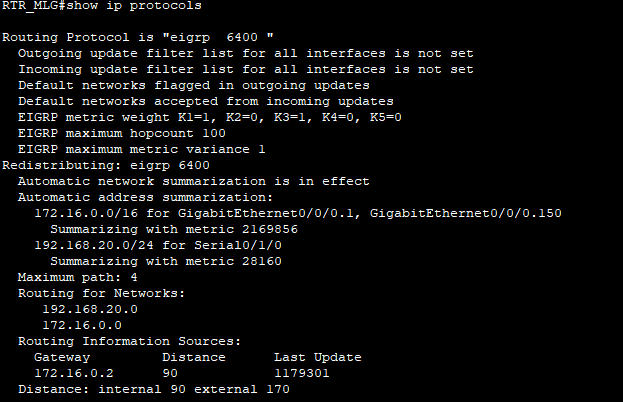 RTR_MLG#show ip protocols
Routing Protocol is "eigrp  6400 "
  Outgoing update filter list for all interfaces is not set
  Incoming update filter list for all interfaces is not set
  Default networks flagged in outgoing updates
  Default networks accepted from incoming updates
  EIGRP metric weight K1=1, K2=0, K3=1, K4=0, K5=0
  EIGRP maximum hopcount 100
  EIGRP maximum metric variance 1
Redistributing: eigrp 6400
  Automatic network summarization is in effect
  Automatic address summarization:
    172.16.0.0/16 for GigabitEthernet0/0/0.1, GigabitEthernet0/0/0.150
      Summarizing with metric 2169856
    192.168.20.0/24 for Serial0/1/0
      Summarizing with metric 28160
  Maximum path: 4
  Routing for Networks:
     192.168.20.0
     172.16.0.0
  Routing Information Sources:
    Gateway         Distance      Last Update
    172.16.0.2      90            1179301
  Distance: internal 90 external 170